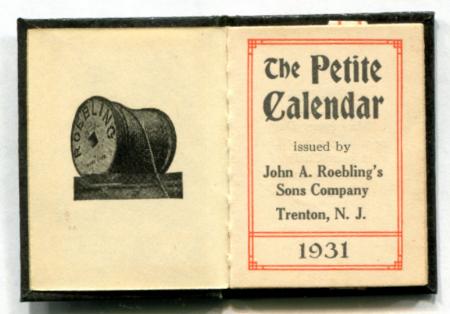 ROEBLING
The Petite
Calendar
issued by
John A. Roebling's
Sons Company
Trenton, N. J.
1931